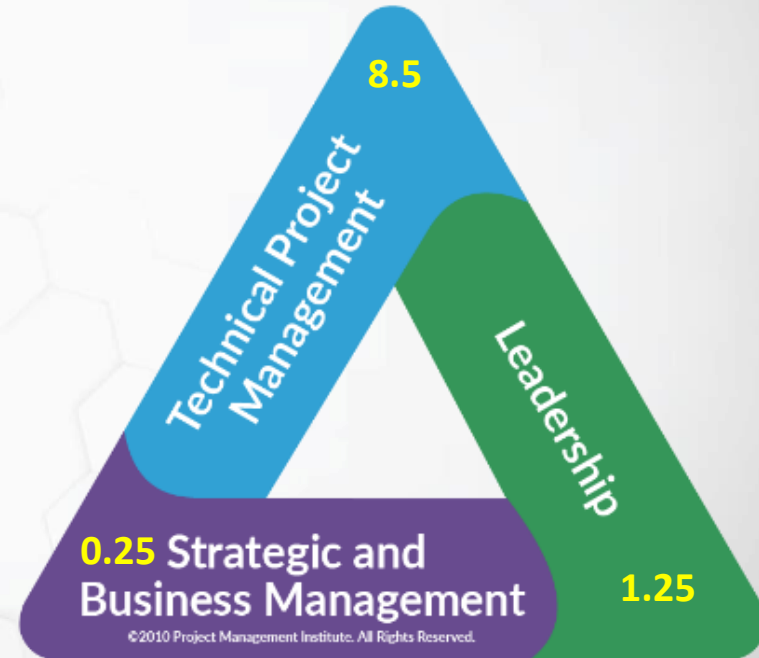 8.5
Technical Project
Management
Leadership
0.25 Strategic and
Business Management
1.25
©2010 Project Management Institute. All Rights Reserved.